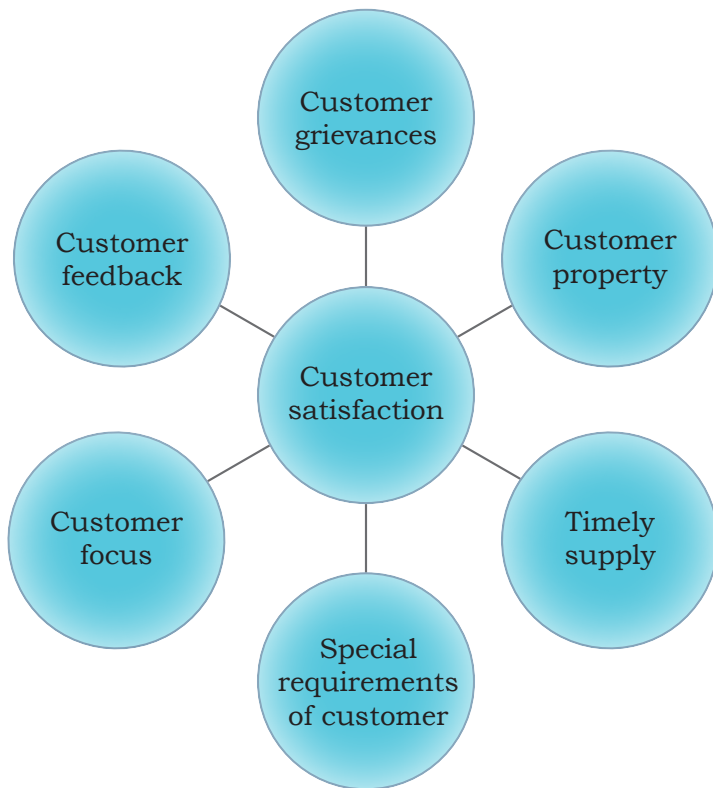 Customer
grievances
Customer
feedback
Customer
property
Customer
satisfaction
Customer
focus
Timely
supply
Special
requirements
of customer